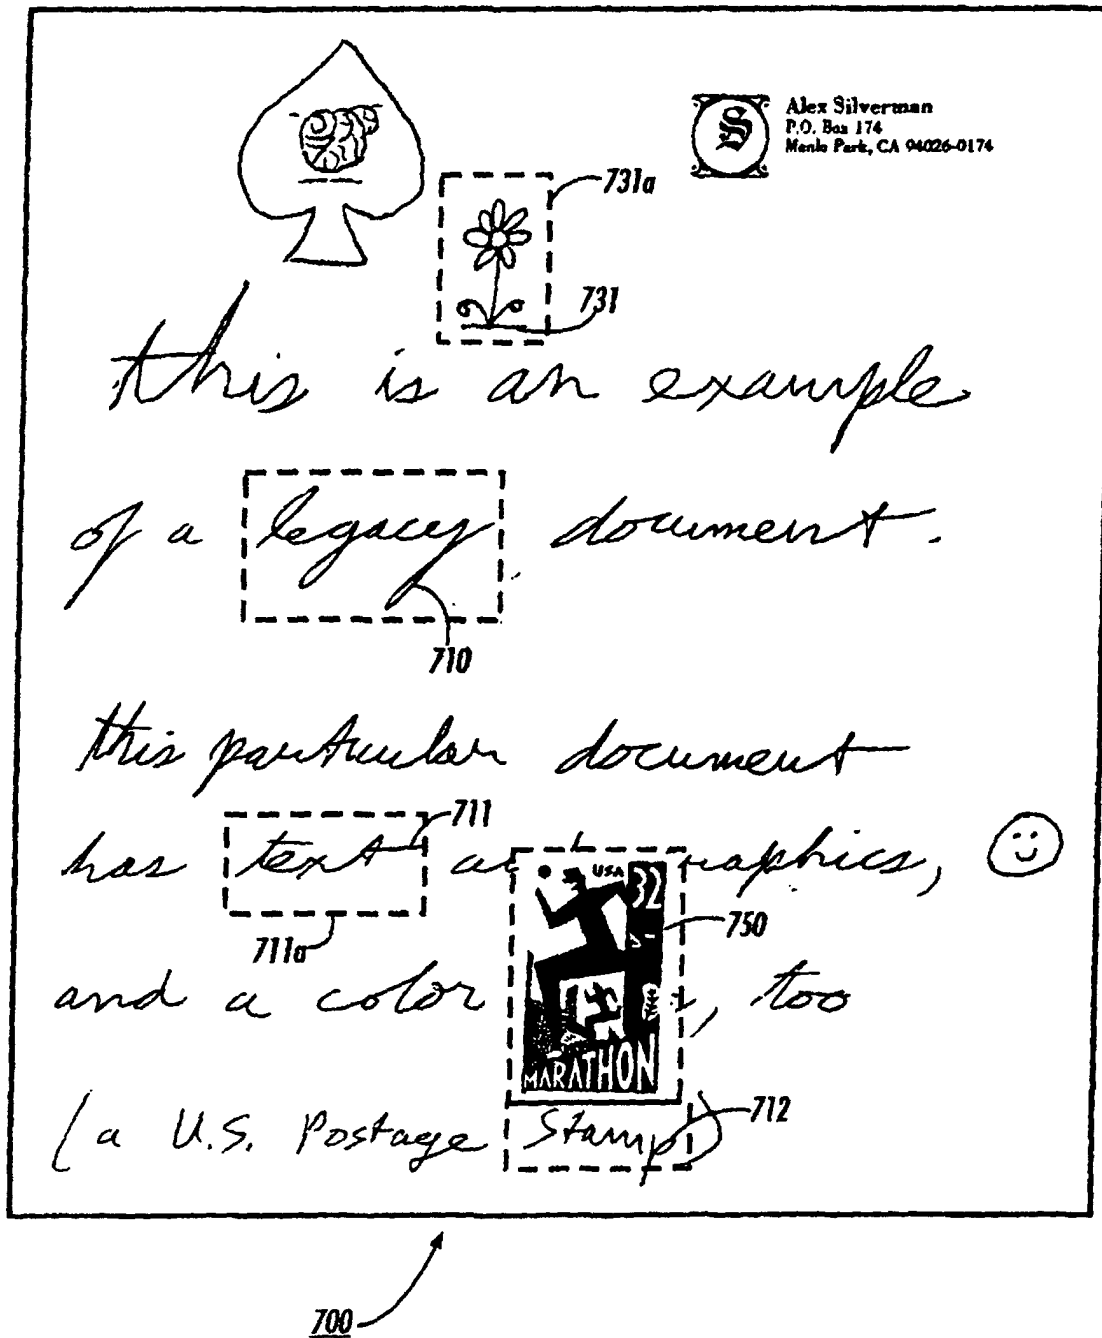 S
Alex Silverman
P.O. Box 174
Menlo Park, CA 94026-0174
731a
731
this is an example
of a legacy document.
710
this particular document
711
has text graphics,
USA
32
750
711a
and a color , too
MARATHON
712
(a U.S. Postage Stamp)
700